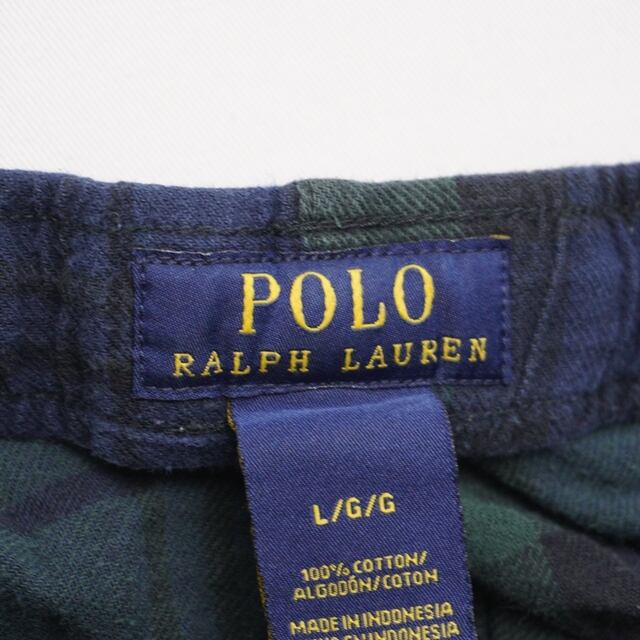 POLO
RALPH LAUREN
L/G/G
100% COTTON/
ALGODÓN/COTON
MADE IN INDONESIA